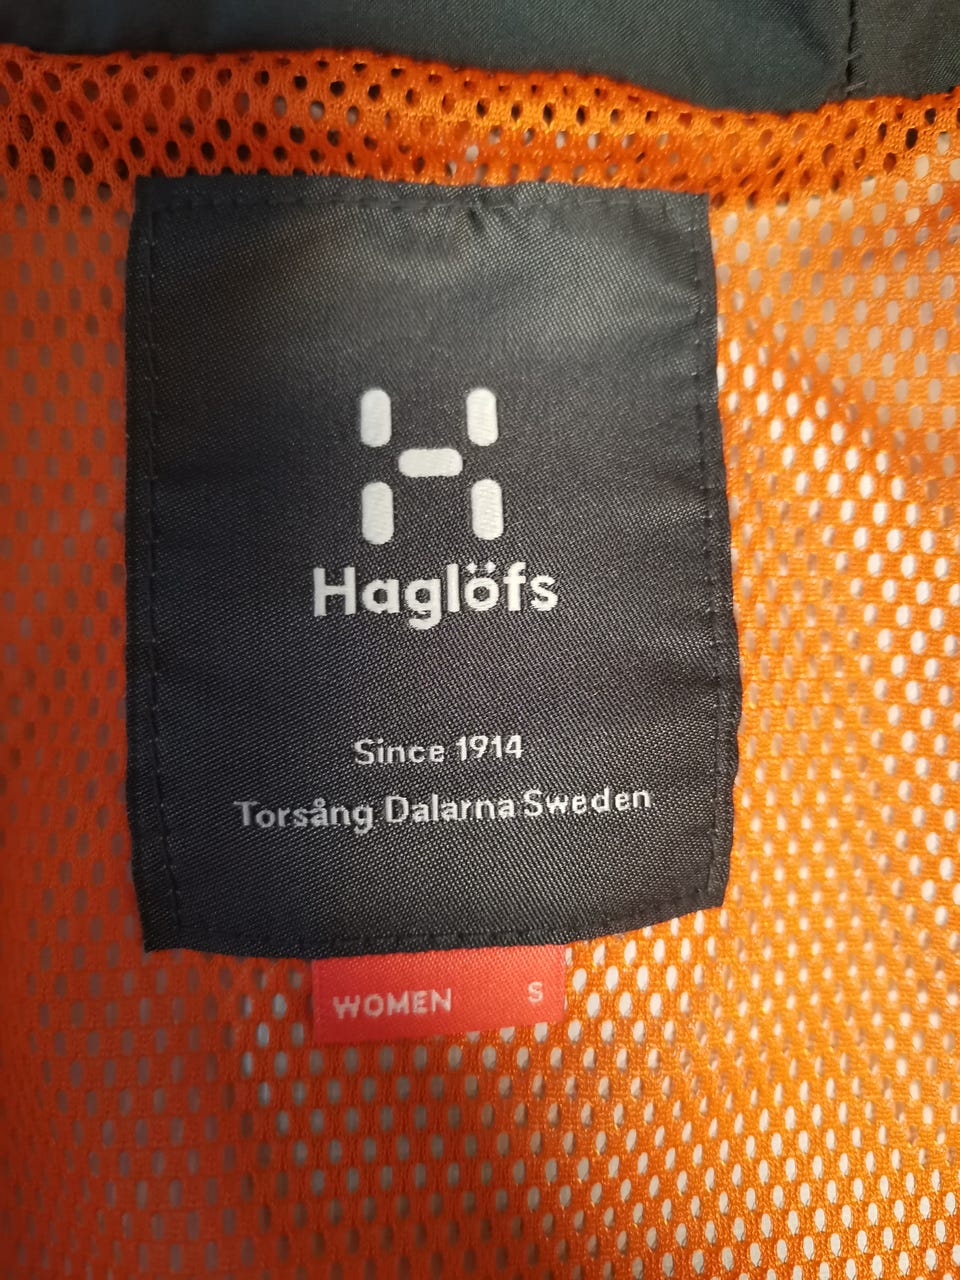 Haglöfs
Since 1914
Torsång Dalarna Sweden
WOMEN S